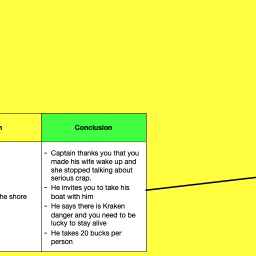 n
Conclusion
he shore
- Captain thanks you that you
made his wife wake up and
she stopped talking about
serious crap.
- He invites you to take his
boat with him
- He says there is Kraken
danger and you need to be
lucky to stay alive
- He takes 20 bucks per
person